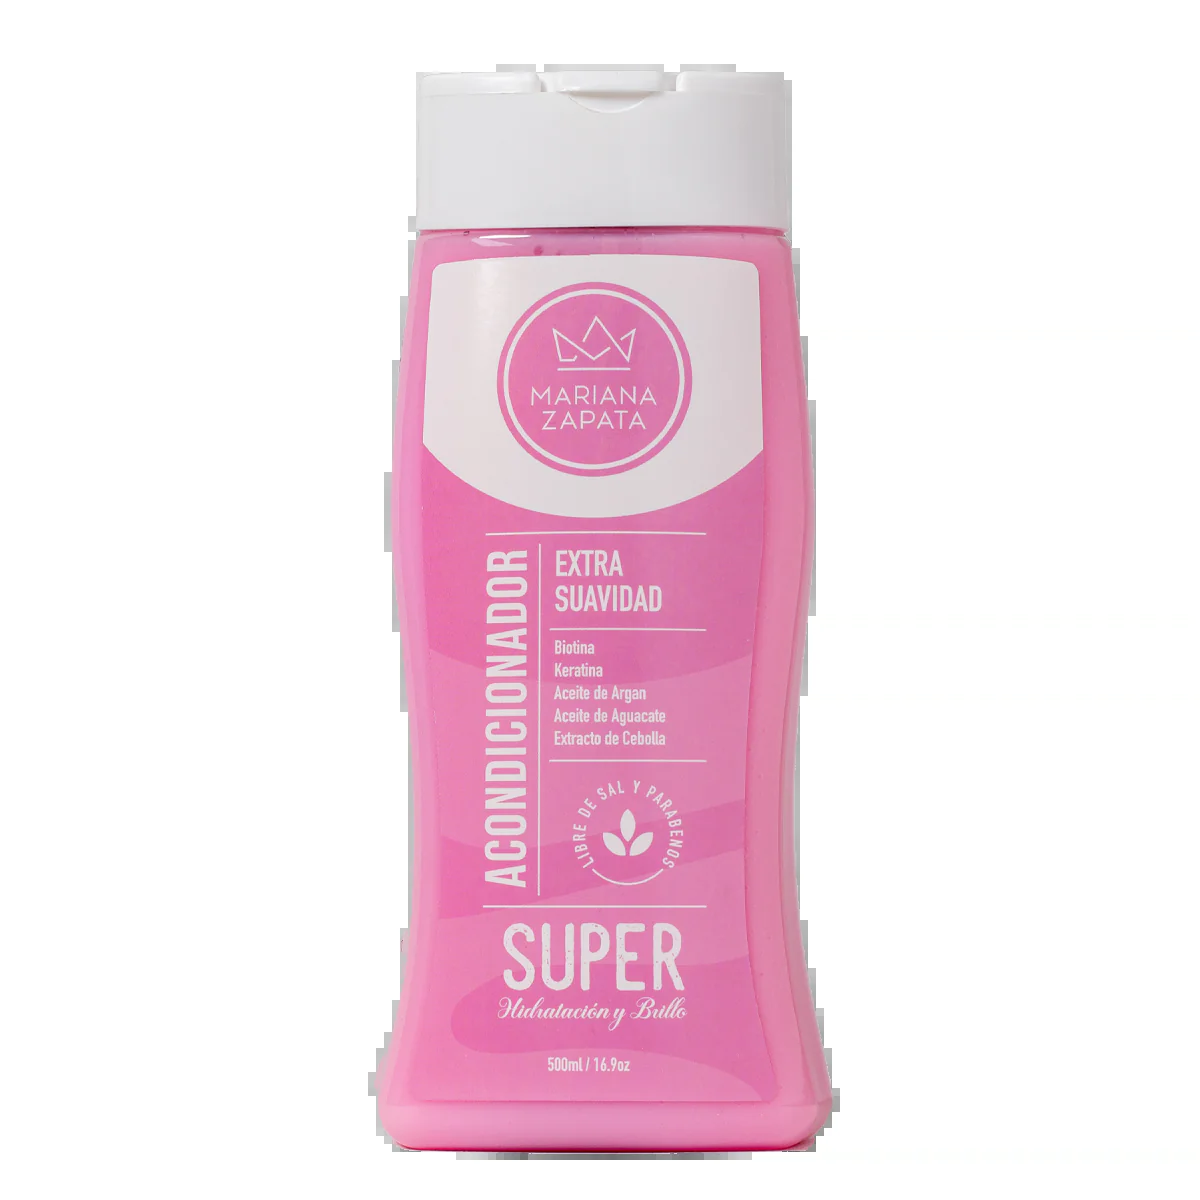 MARIANA
ZAPATA
ACONDICIONADOR
EXTRA
SUAVIDAD
Biotina
Keratina
Aceite de Argan
Aceite de Aguacate
Extracto de Cebolla
LIBRE DE SAL Y PARABENOS
SUPER
Hidratación y Brillo
500ml / 16.9oz